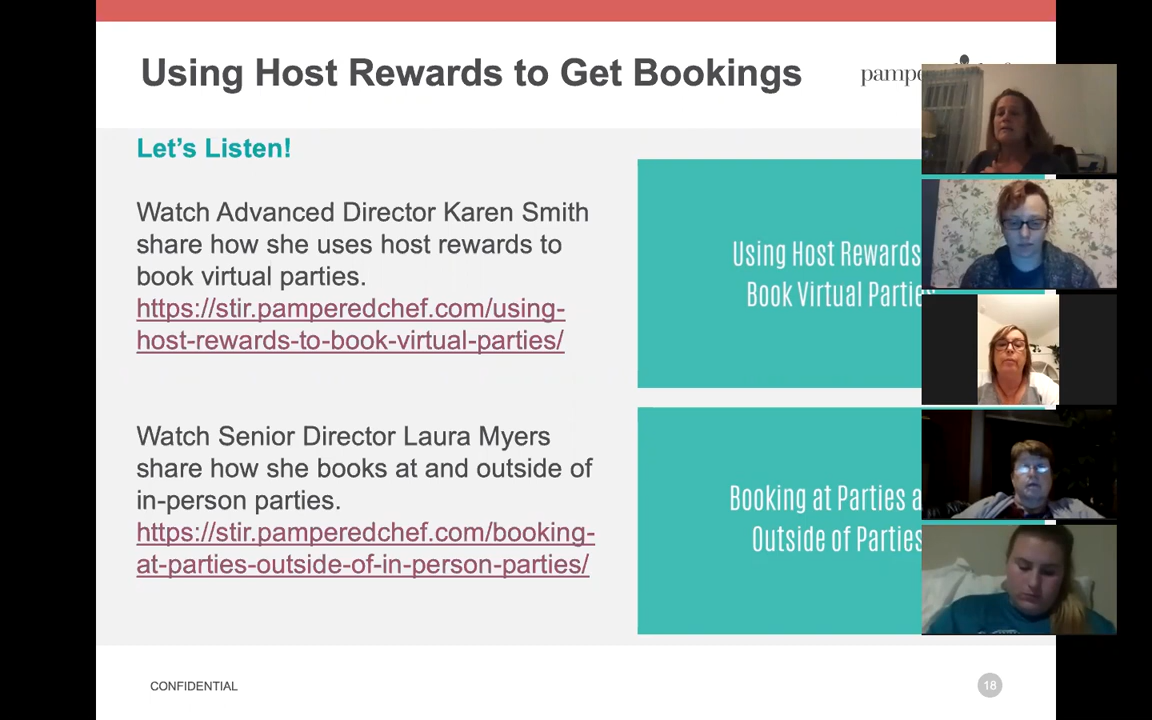 Using Host Rewards to Get Bookings
Let's Listen!
Watch Advanced Director Karen Smith
share how she uses host rewards to
book virtual parties.
https://stir.pamperedchef.com/using-
host-rewards-to-book-virtual-parties/
Watch Senior Director Laura Myers
share how she books at and outside of
in-person parties.
https://stir.pamperedchef.com/booking-
at-parties-outside-of-in-person-parties/
Using Host Rewards
Book Virtual Parties
Booking at Parties
Outside of Parties
CONFIDENTIAL
18